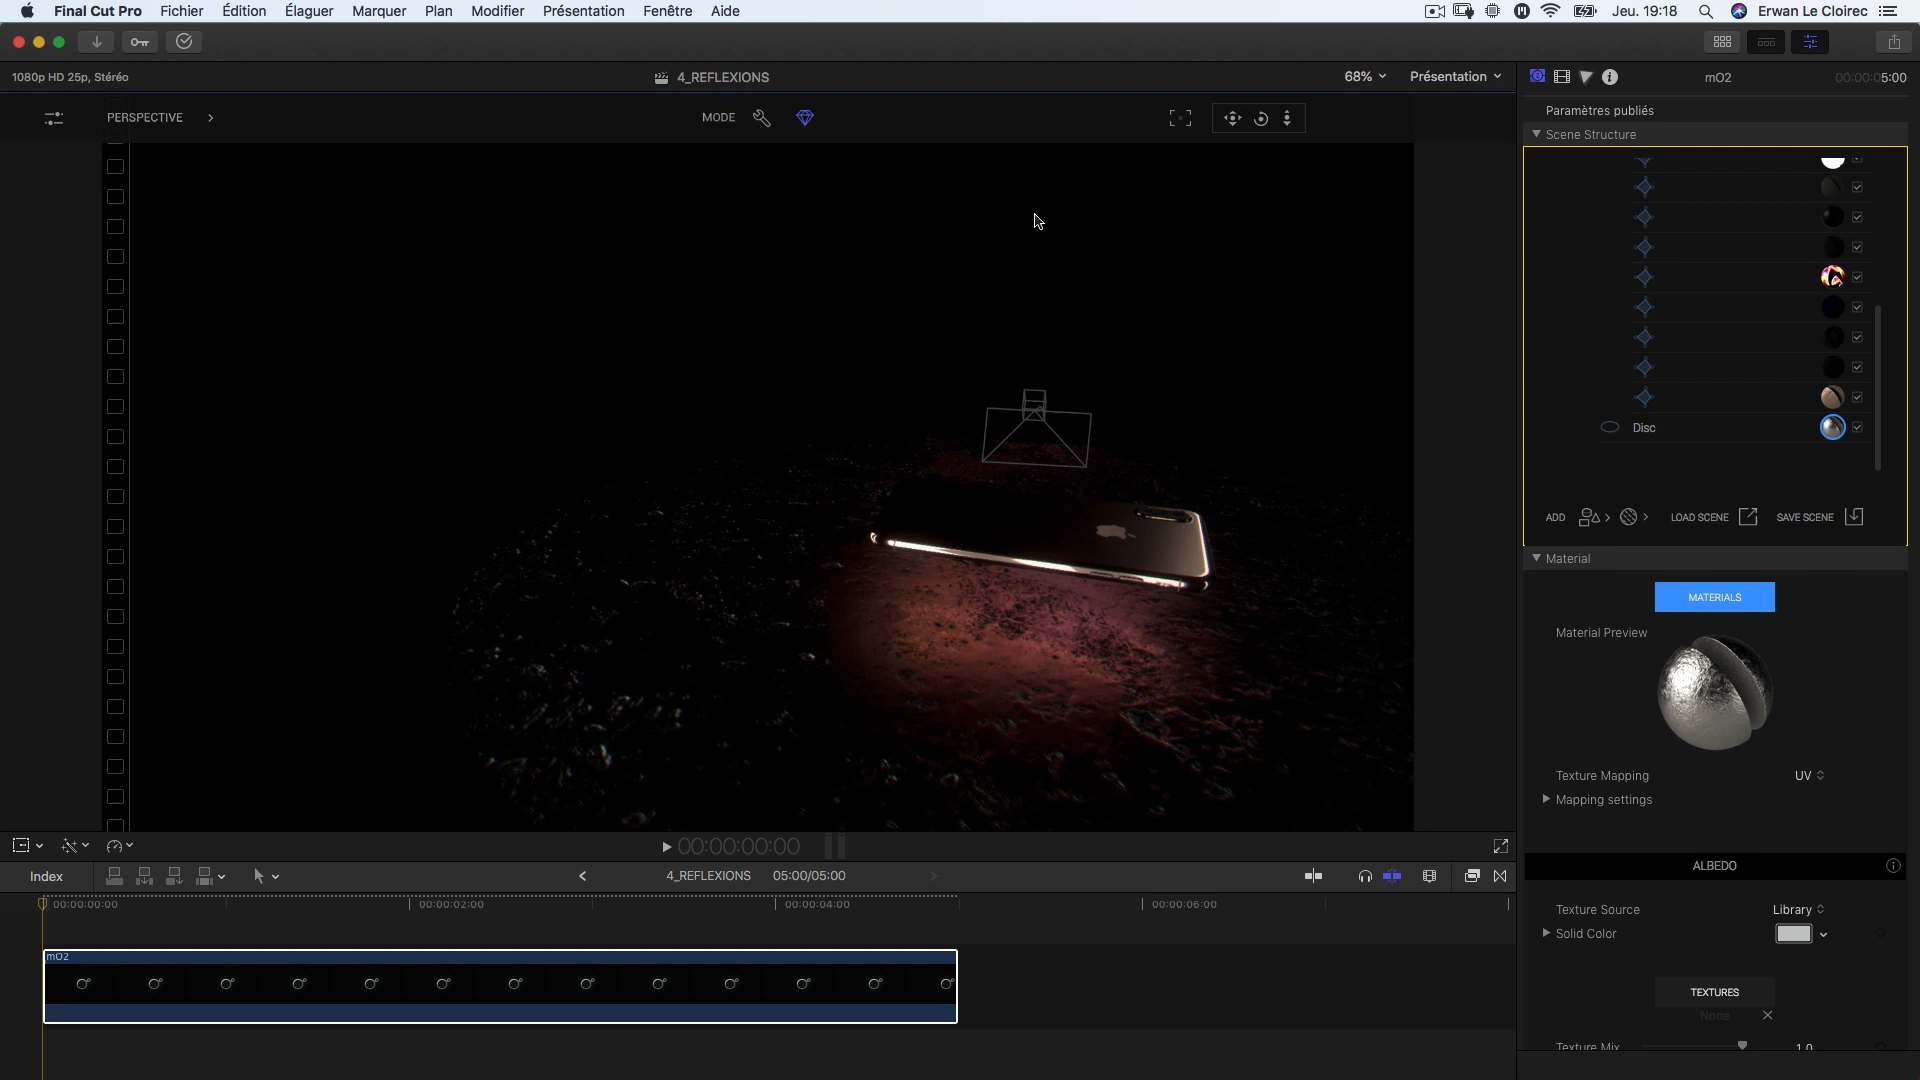 Final Cut Pro Fichier Édition Élaguer Marquer Plan Modifier Présentation Fenêtre Aide Jeu. 19:18 Erwan Le Cloirec
1080p HD 25p, Stéréo 4_REFLEXIONS 68% Présentation mO2 00:00:05:00
Paramètres publiés
PERSPECTIVE MODE
Scene Structure
Disc
ADD LOAD SCENE SAVE SCENE
Material
MATERIALS
Material Preview
Texture Mapping UV
Mapping settings
00:00:00:00
ALBEDO
Index 4_REFLEXIONS 05:00/05:00
00:00:00:00 00:00:02:00 00:00:04:00 00:00:06:00
Texture Source Library
Solid Color
mO2
TEXTURES
None
Texture Mix 1.0